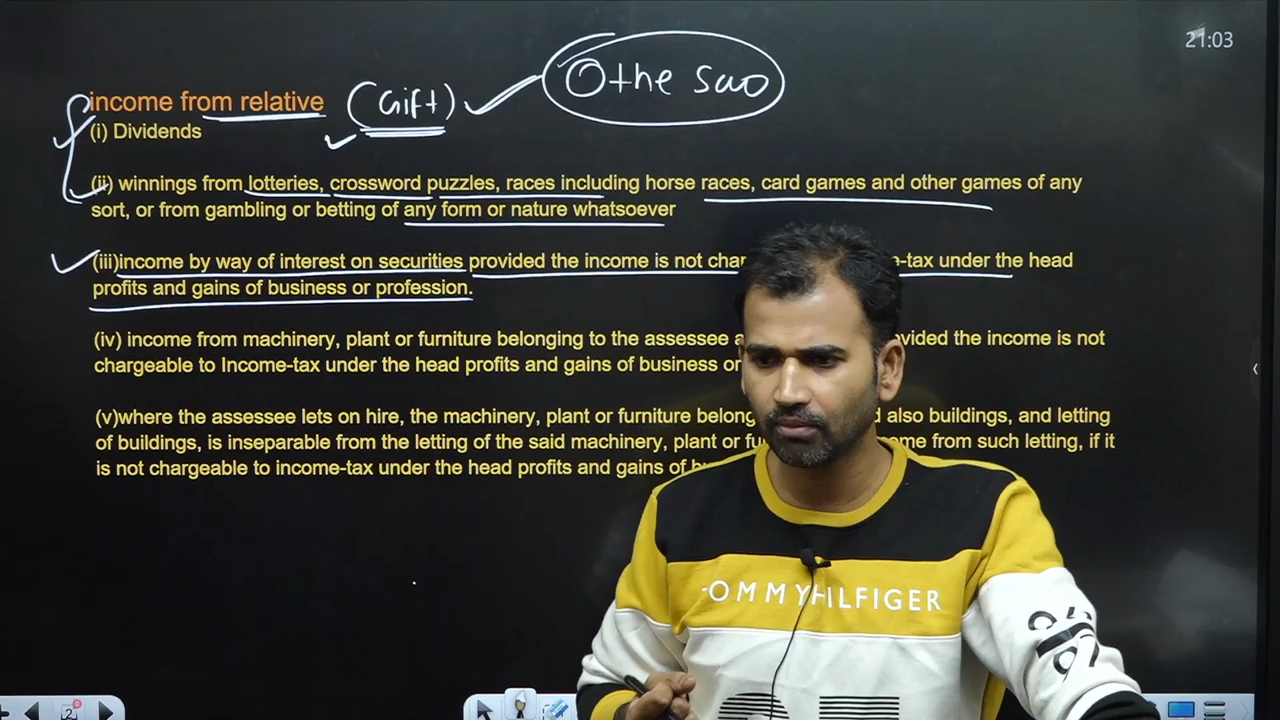 21:03
income from relative (Gift) Othe Sao
(i) Dividends
(ii) winnings from lotteries, crossword puzzles, races including horse races, card games and other games of any
sort, or from gambling or betting of any form or nature whatsoever
(iii)income by way of interest on securities provided the income is not e-tax under the head
profits and gains of business or profession.
(iv) income from machinery, plant or furniture belonging to the assessee the income is not
chargeable to Income-tax under the head profits and gains of business or
(v)where the assessee lets on hire, the machinery, plant or furniture also buildings, and letting
of buildings, is inseparable from the letting of the said machinery, plant or from such letting, if it
is not chargeable to income-tax under the head profits and gains of
OMMY HILFIGER
2